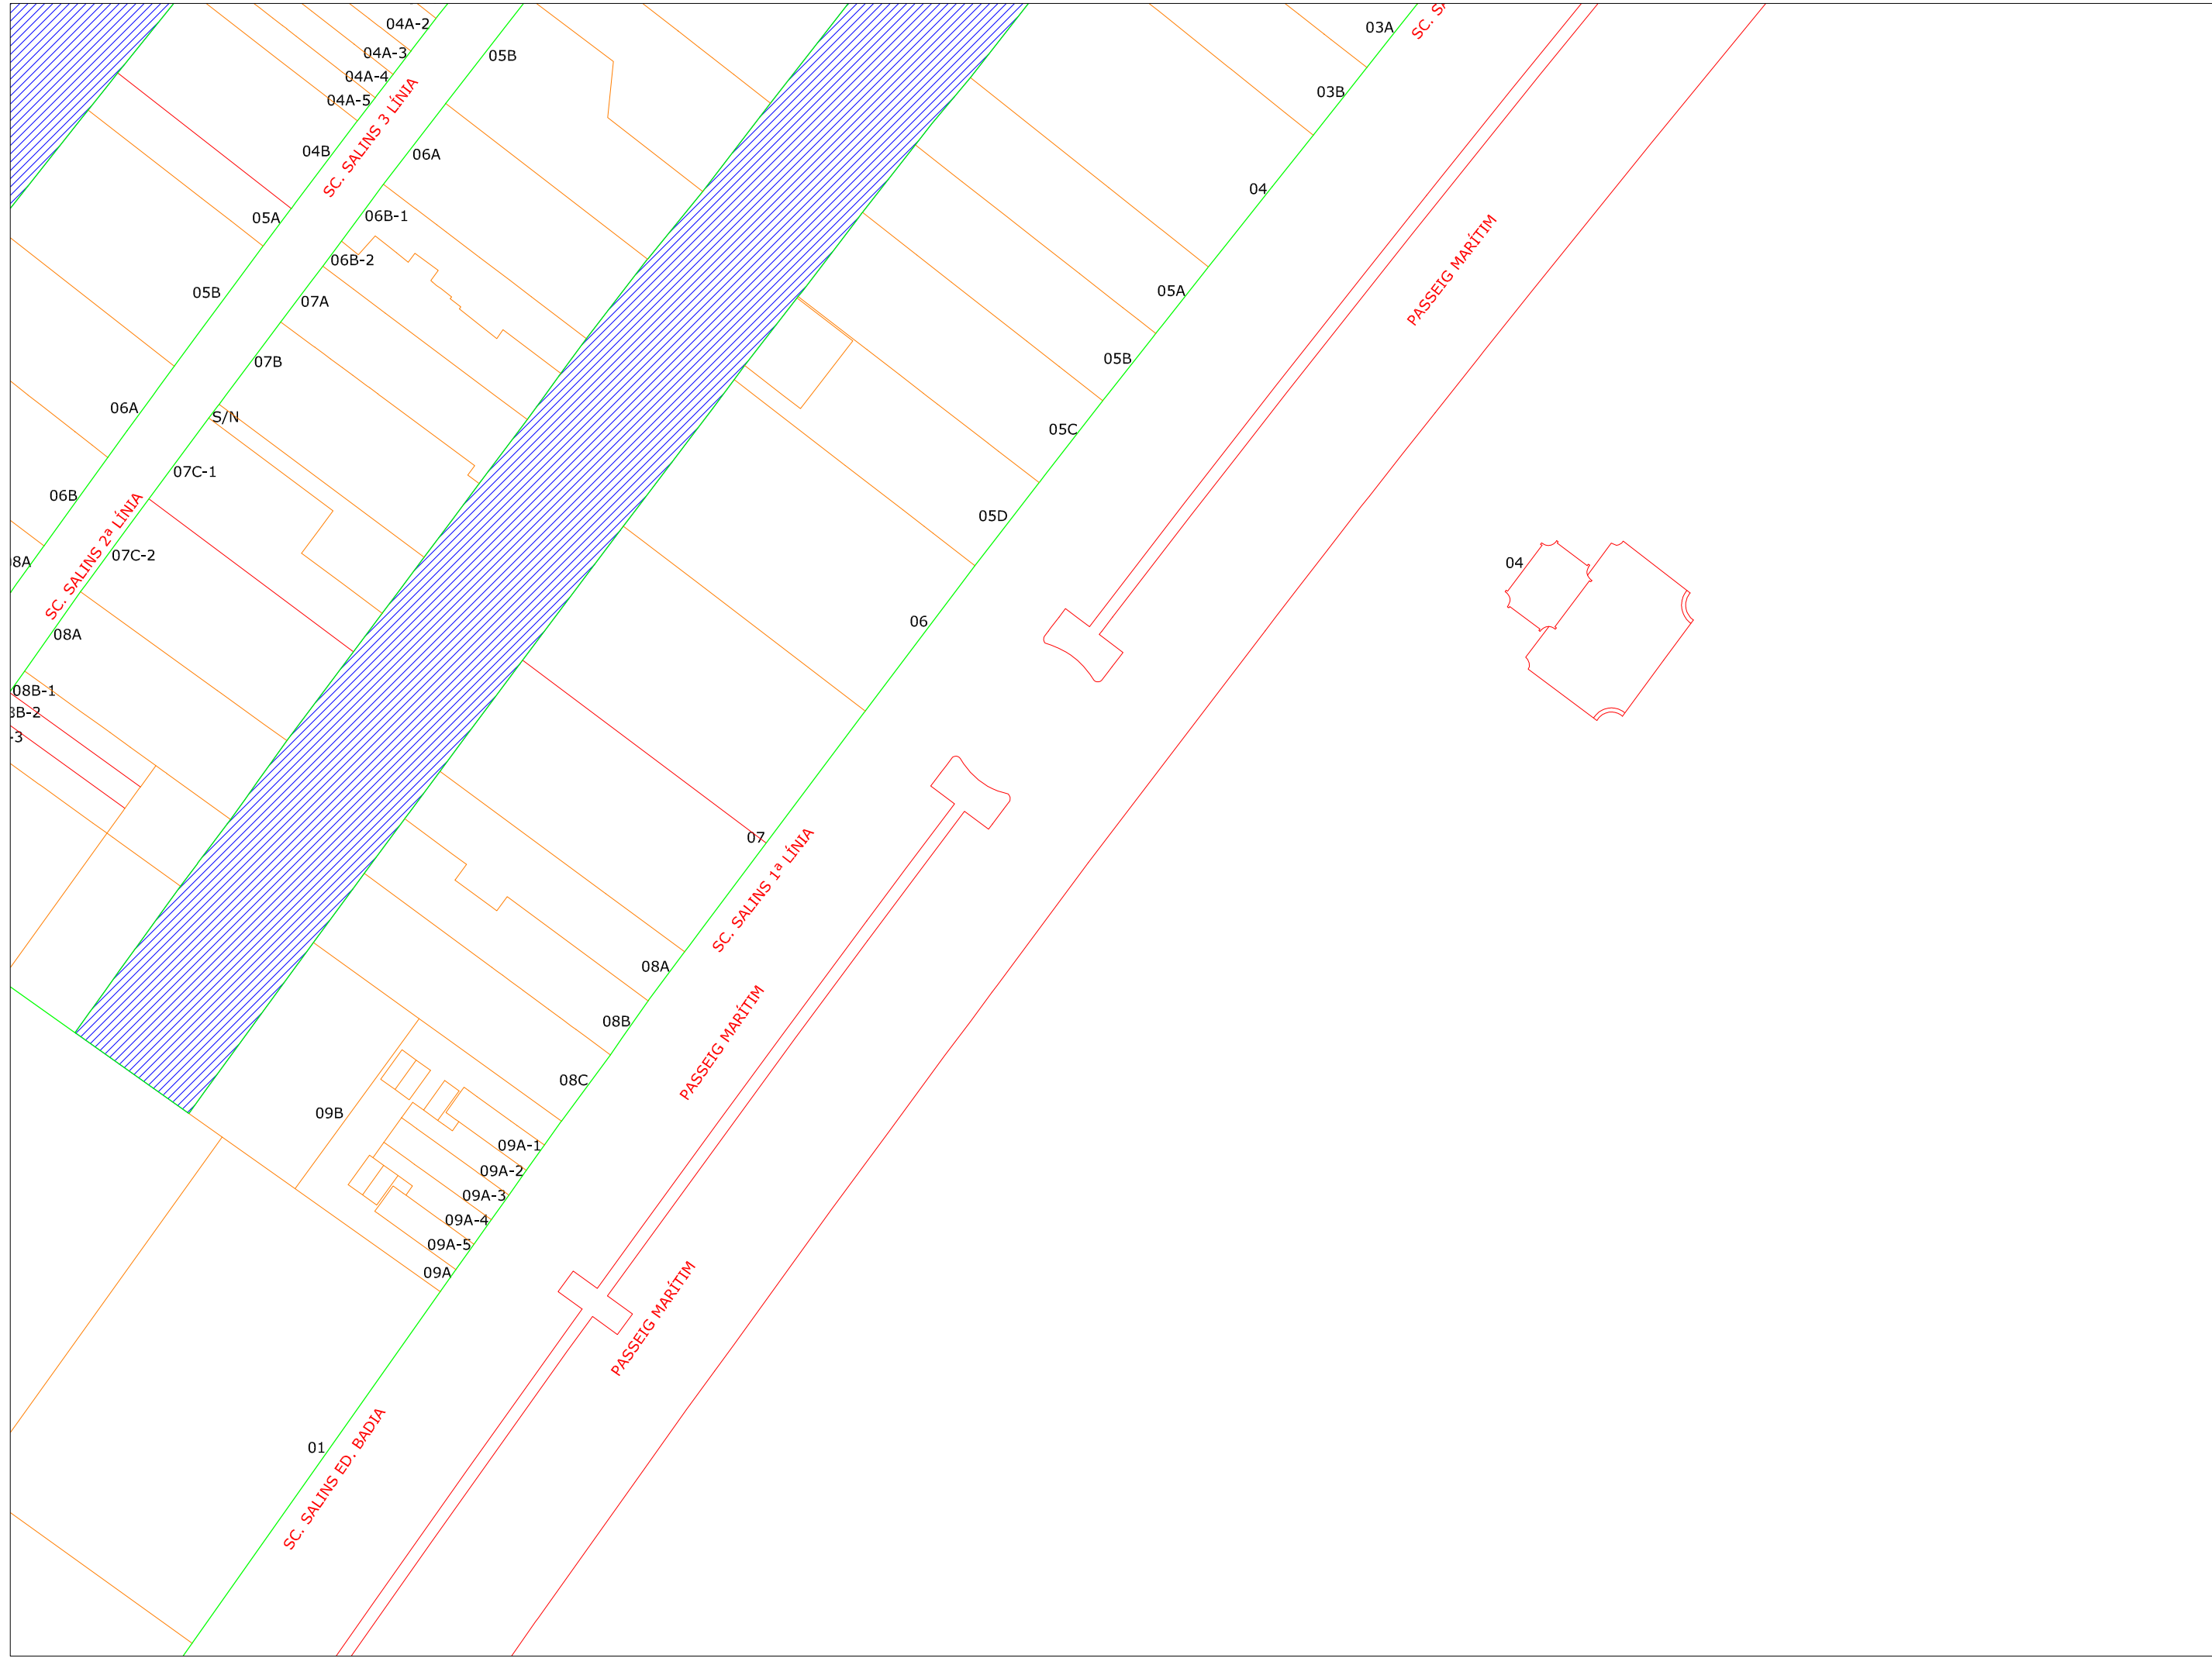 04A-2
03A
04A-3
05B
04A-4
03B
04A-5
SC. SALINS 3 LÍNIA
04B
06A
04
05A
06B-1
PASSEIG MARÍTIM
06B-2
05B
07A
05A
07B
05B
06A
S/N
05C
07C-1
06B
05D
SC. SALINS 2ª LÍNIA
07C-2
04
06
08A
08B-1
07
SC. SALINS 1ª LÍNIA
08A
PASSEIG MARÍTIM
08B
08C
09B
09A-1
09A-2
09A-3
09A-4
09A-5
09A
PASSEIG MARÍTIM
01
SC. SALINS ED. BADIA